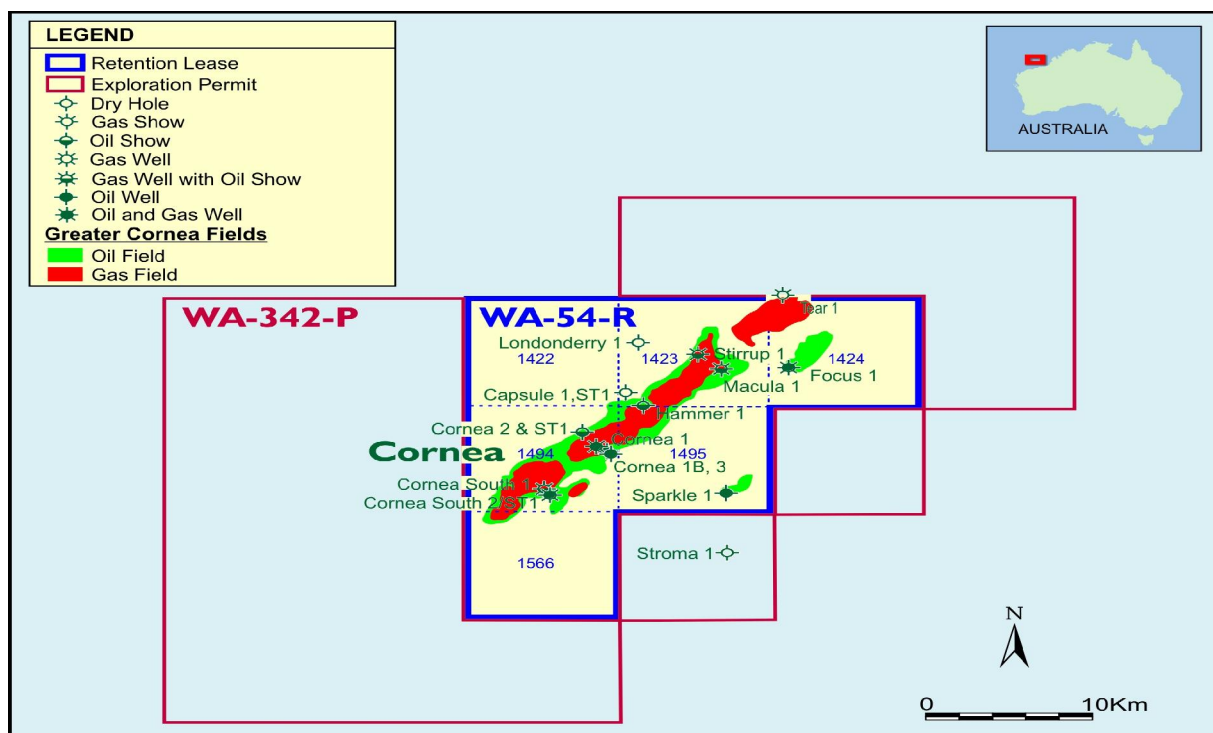 LEGEND
Retention Lease
Exploration Permit
Dry Hole
Gas Show
Oil Show
Gas Well
Gas Well with Oil Show
Oil Well
Oil and Gas Well
Greater Cornea Fields
Oil Field
Gas Field
AUSTRALIA
WA-342-P
WA-54-R
Tear 1
Londonderry 1
1422
1423
Stirrup 1
1424
Macula 1
Focus 1
Capsule 1,ST1
Hammer 1
Cornea 2 & ST1
Cornea 1
Cornea
1494
1495
Cornea 1B, 3
Cornea South 1
Cornea South 2/ST1
Sparkle 1
Stroma 1
1566
N
0 10Km